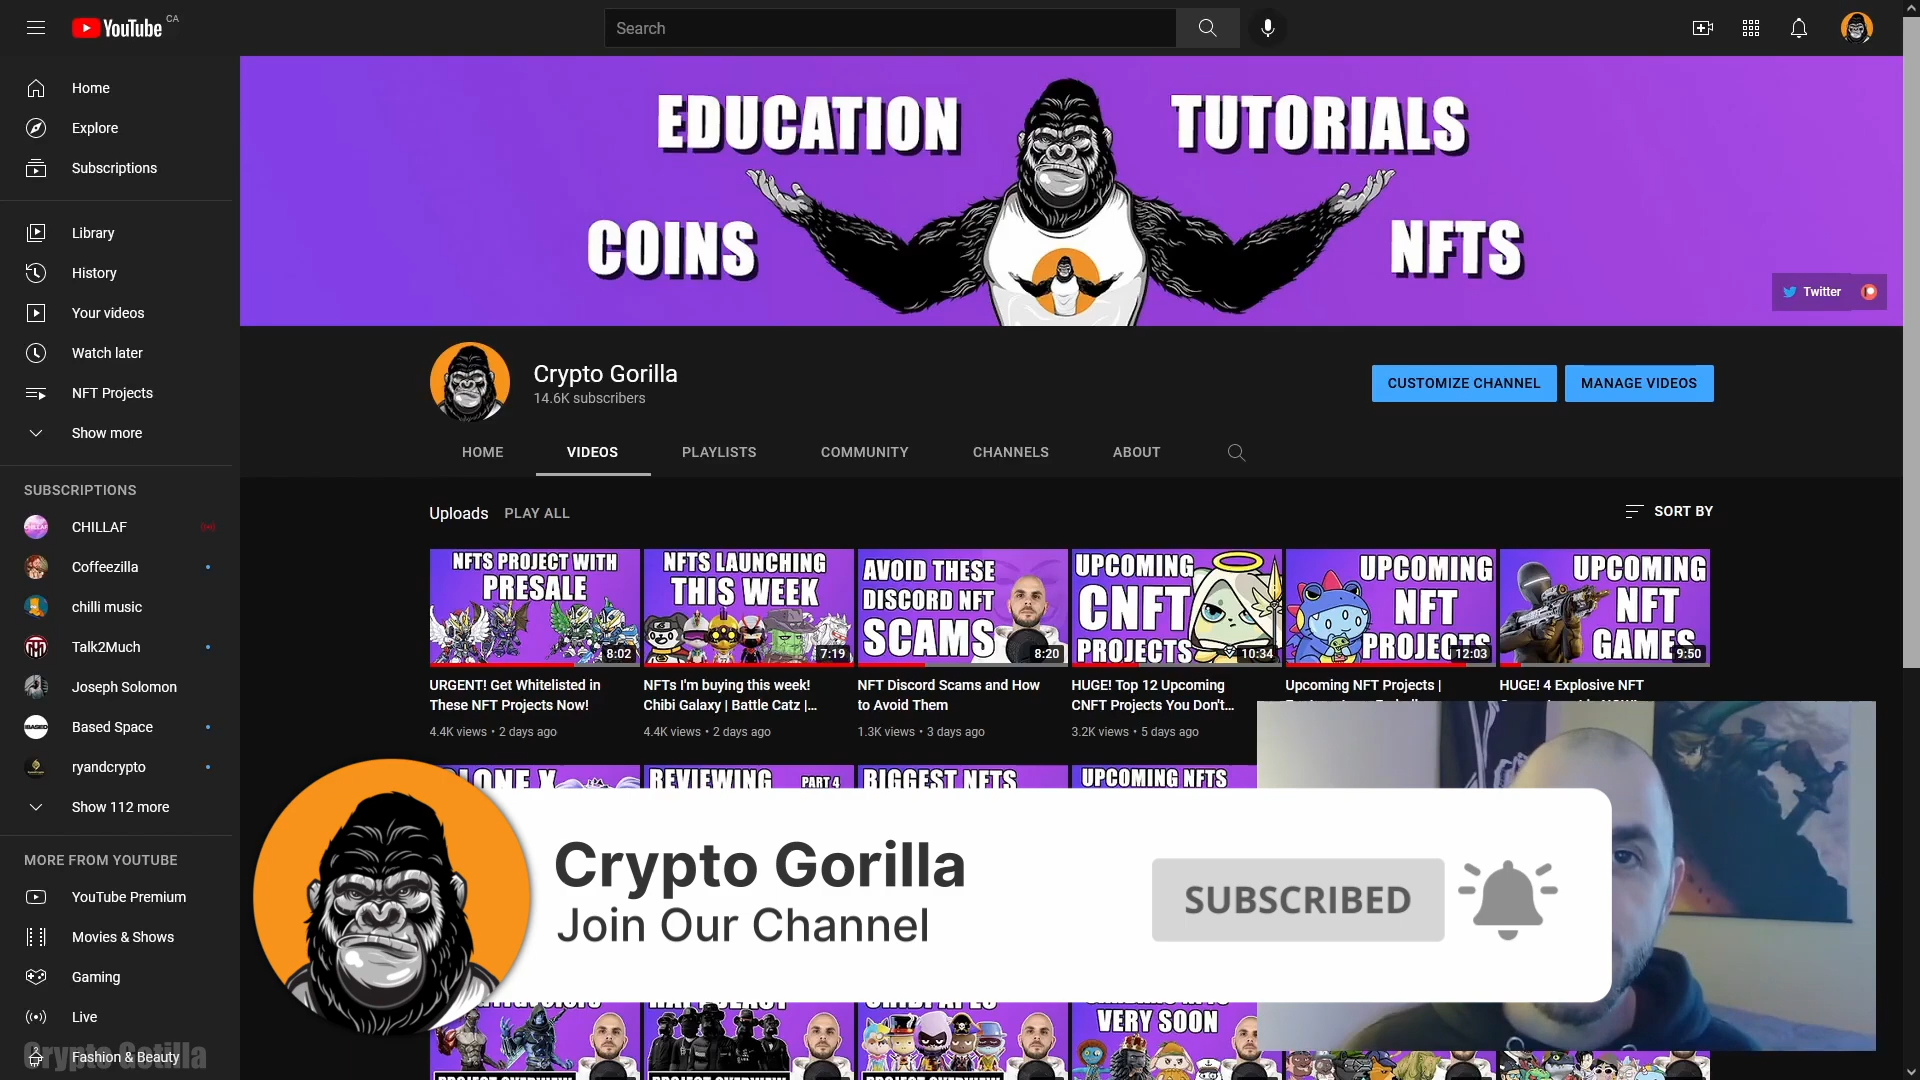 YouTube CA
Search
Home
Explore
Subscriptions
Library
History
Your videos
Watch later
NFT Projects
Show more
SUBSCRIPTIONS
CHILLAF
Coffeezilla
chilli music
Talk2Much
Joseph Solomon
Based Space
ryandcrypto
Show 112 more
MORE FROM YOUTUBE
YouTube Premium
Movies & Shows
Gaming
Live
Fashion & Beauty
EDUCATION
TUTORIALS
COINS
NFTS
Twitter
Crypto Gorilla
14.6K subscribers
CUSTOMIZE CHANNEL
MANAGE VIDEOS
HOME
VIDEOS
PLAYLISTS
COMMUNITY
CHANNELS
ABOUT
Uploads PLAY ALL
SORT BY
NFTS PROJECT WITH
PRESALE
8:02
URGENT! Get Whitelisted in
These NFT Projects Now!
4.4K views • 2 days ago
NFTS LAUNCHING
THIS WEEK
7:19
NFTs I'm buying this week!
Chibi Galaxy | Battle Catz |...
4.4K views • 2 days ago
AVOID THESE
DISCORD NFT
SCAMS
8:20
NFT Discord Scams and How
to Avoid Them
1.3K views • 3 days ago
UPCOMING
CNFT
PROJECTS
10:34
HUGE! Top 12 Upcoming
CNFT Projects You Don't...
3.2K views • 5 days ago
UPCOMING
NFT
PROJECTS
12:03
Upcoming NFT Projects |
UPCOMING
NFT
GAMES
9:50
HUGE! 4 Explosive NFT
REVIEWING PART 4
BIGGEST NFTS
UPCOMING NFTS
Crypto Gorilla
Join Our Channel
SUBSCRIBED
VERY SOON
PROJECT OVERVIEW
PROJECT OVERVIEW
PROJECT OVERVIEW